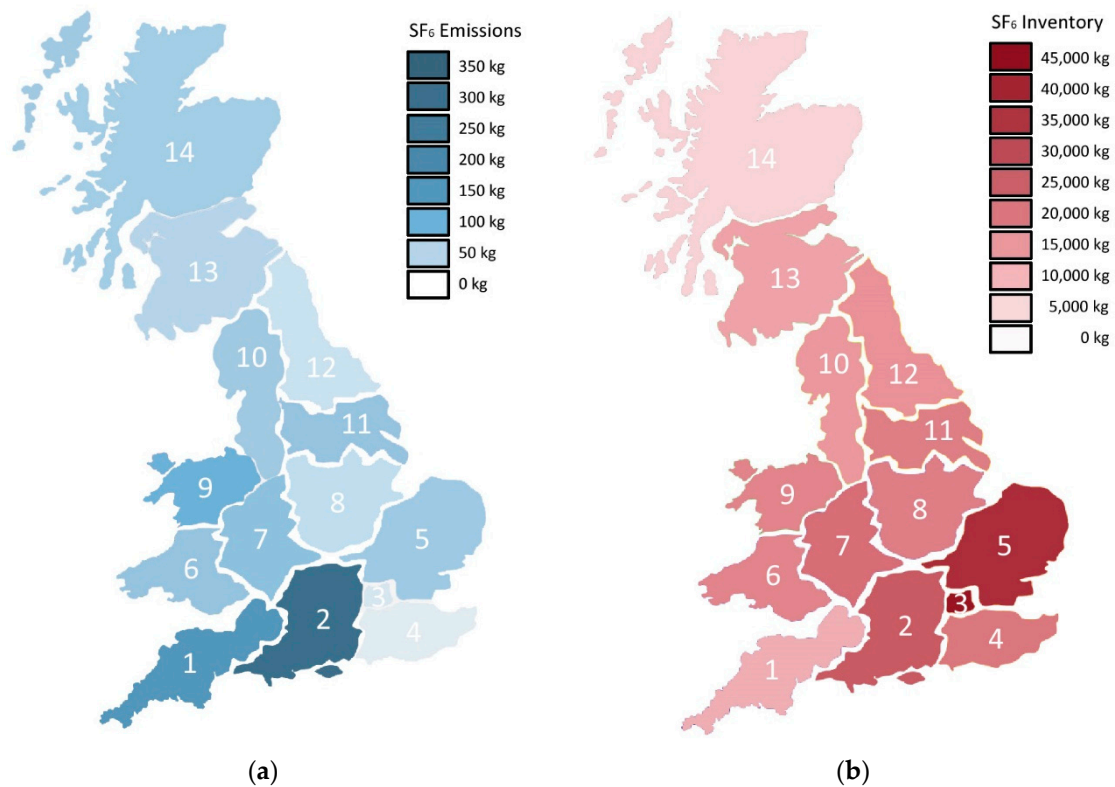 SF₆ Emissions
350 kg
300 kg
250 kg
200 kg
150 kg
100 kg
50 kg
0 kg
14
13
12
10
11
9
8
7
5
6
3
2
4
1
(a)
SF₆ Inventory
45,000 kg
40,000 kg
35,000 kg
30,000 kg
25,000 kg
20,000 kg
15,000 kg
10,000 kg
5,000 kg
0 kg
14
13
10
12
11
9
8
5
7
6
3
2
4
1
(b)